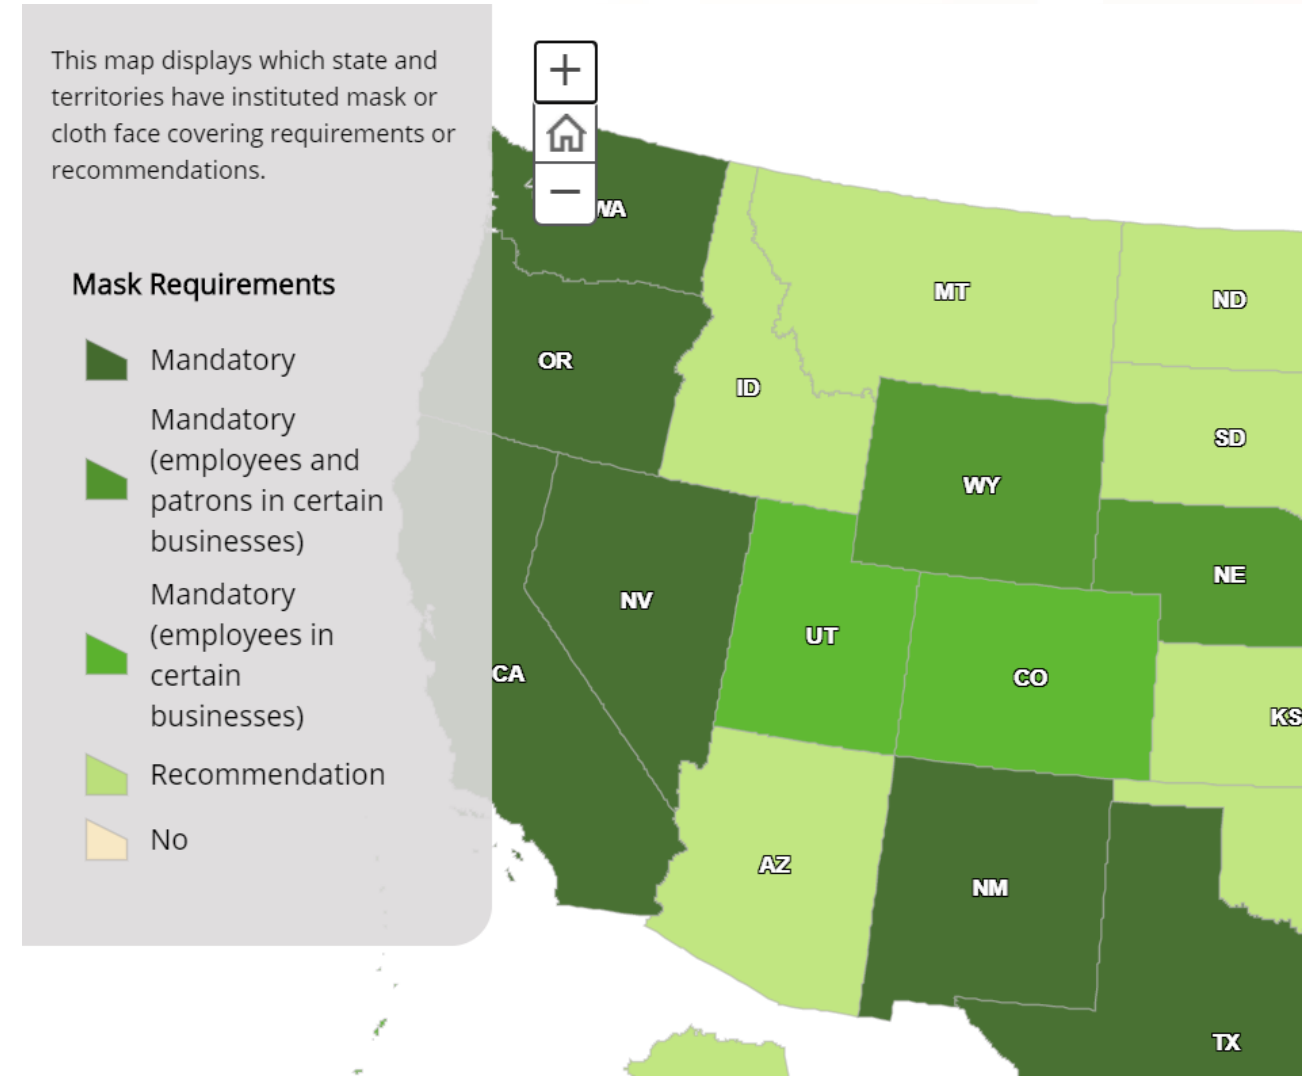 This map displays which state and
territories have instituted mask or
cloth face covering requirements or
recommendations.
Mask Requirements
Mandatory
Mandatory
(employees and
patrons in certain
businesses)
Mandatory
(employees in
certain
businesses)
Recommendation
No
+
−
WA
MT
ND
OR
ID
SD
WY
NE
NV
UT
CA
CO
KS
AZ
NM
TX